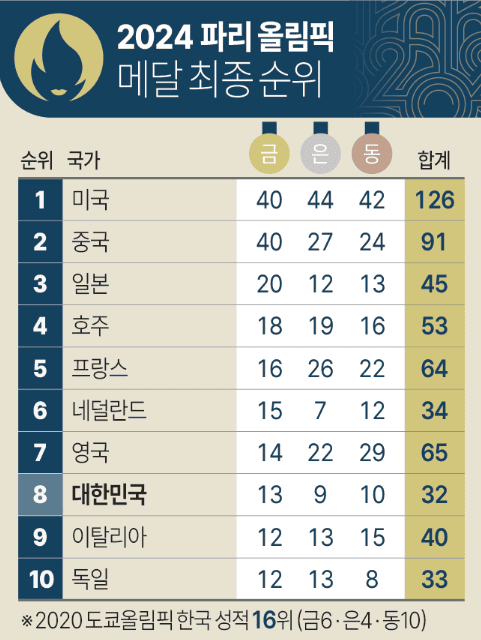 2024 파리 올림픽
메달 최종 순위
순위 국가 금 은 동 합계
1 미국 40 44 42 126
2 중국 40 27 24 91
3 일본 20 12 13 45
4 호주 18 19 16 53
5 프랑스 16 26 22 64
6 네덜란드 15 7 12 34
7 영국 14 22 29 65
8 대한민국 13 9 10 32
9 이탈리아 12 13 15 40
10 독일 12 13 8 33
※2020 도쿄올림픽 한국 성적 16위 (금6·은4·동10)